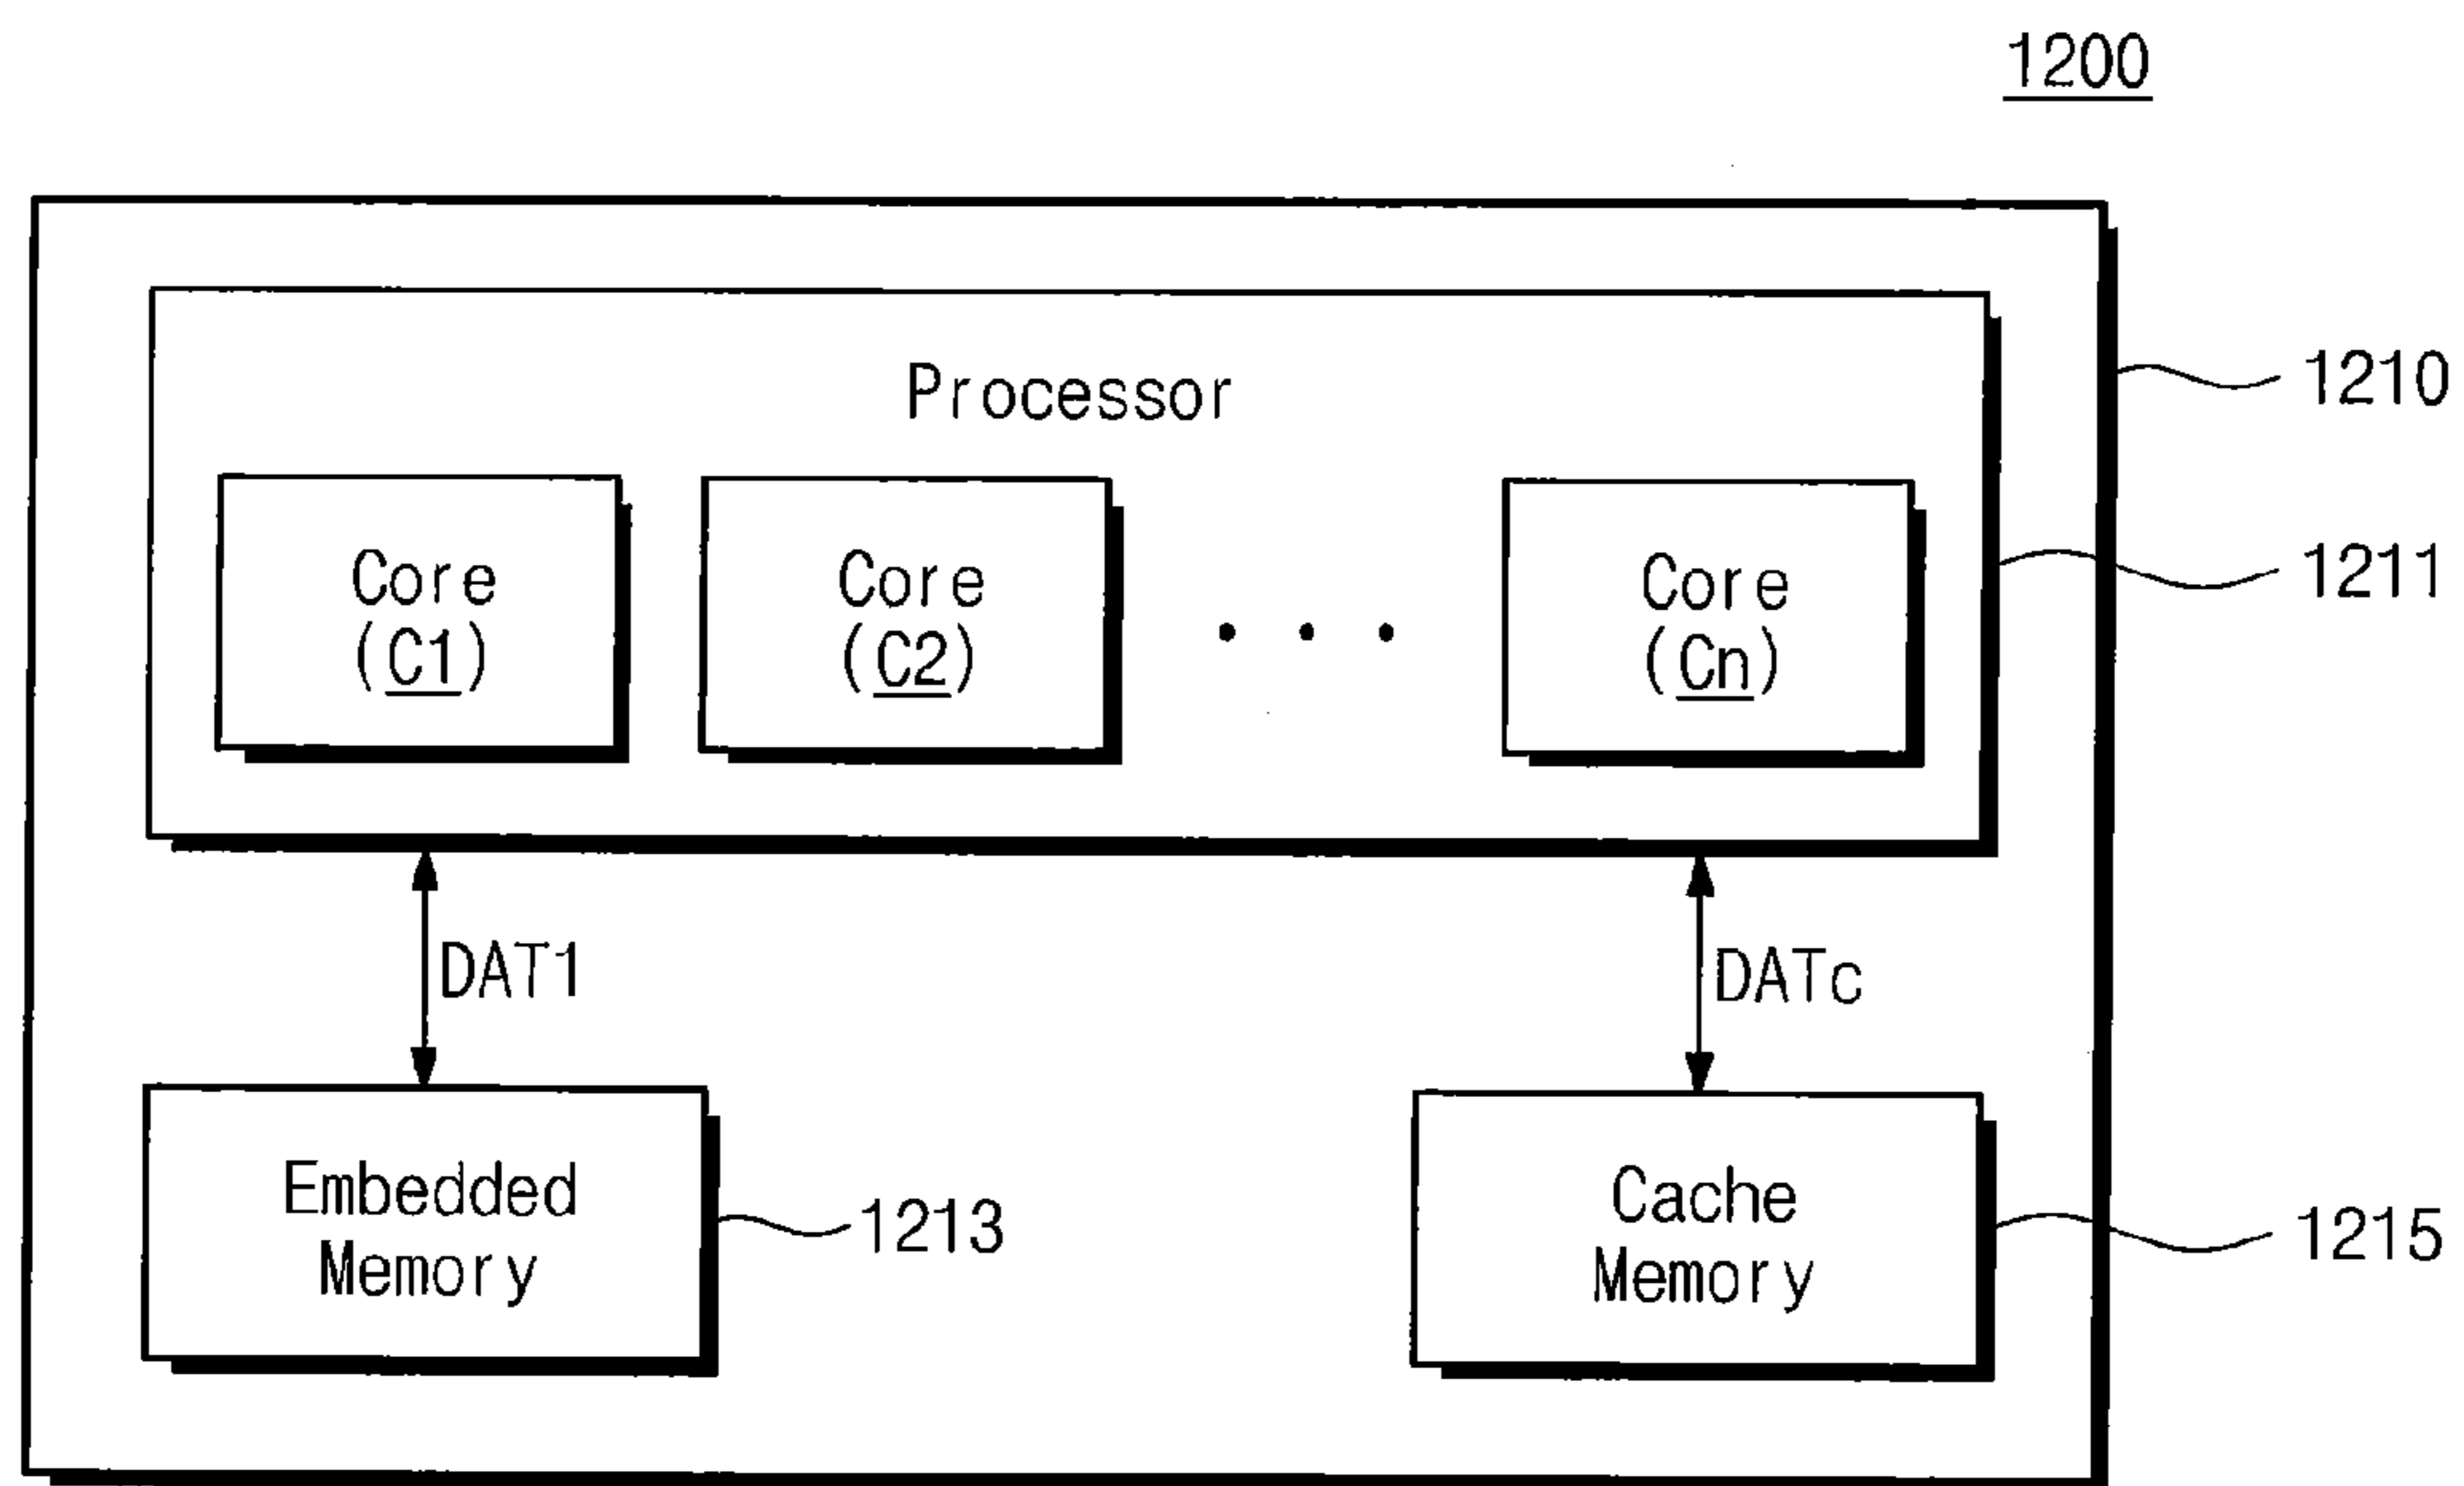 1200
Processor
1210
Core
(C1)
Core
(C2)
Core
(Cn)
1211
DAT1
DATc
Embedded
Memory
1213
Cache
Memory
1215